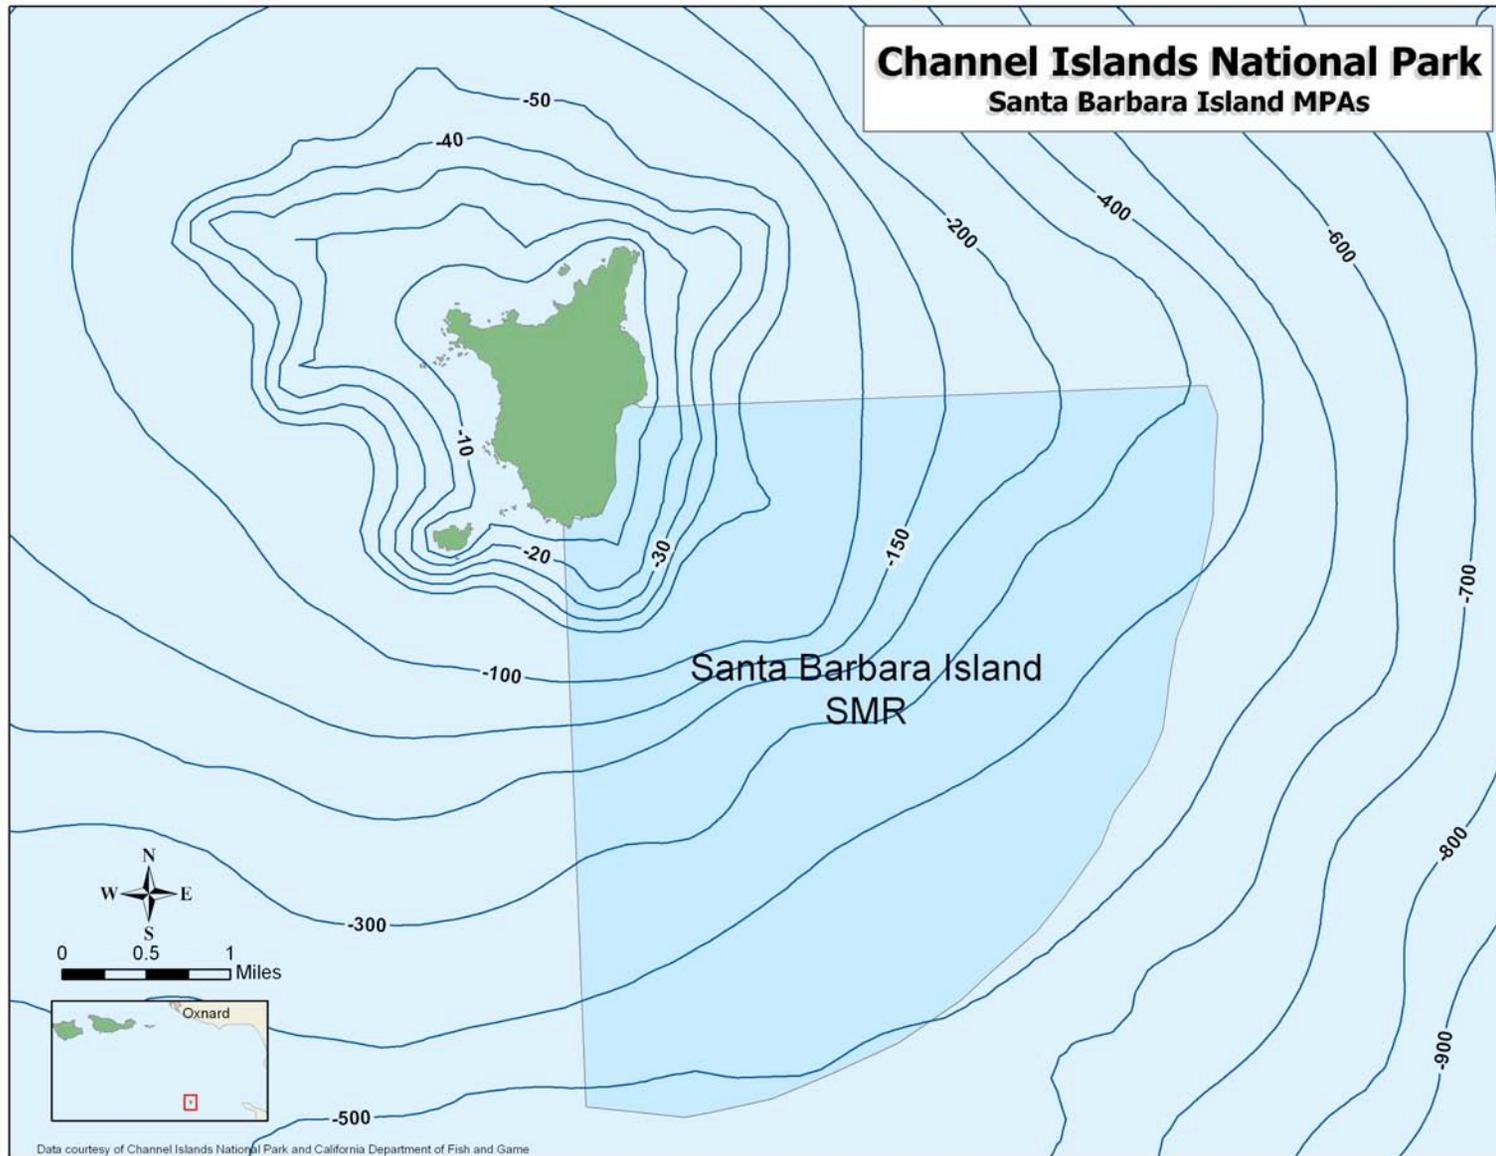 Channel Islands National Park
Santa Barbara Island MPAs
-50
-40
-400
-200
-600
-10
-20
-30
-150
-700
-100
Santa Barbara Island
SMR
-800
N
W E
S
-300
0 0.5 1
Miles
Oxnard
-900
-500
Data courtesy of Channel Islands National Park and California Department of Fish and Game